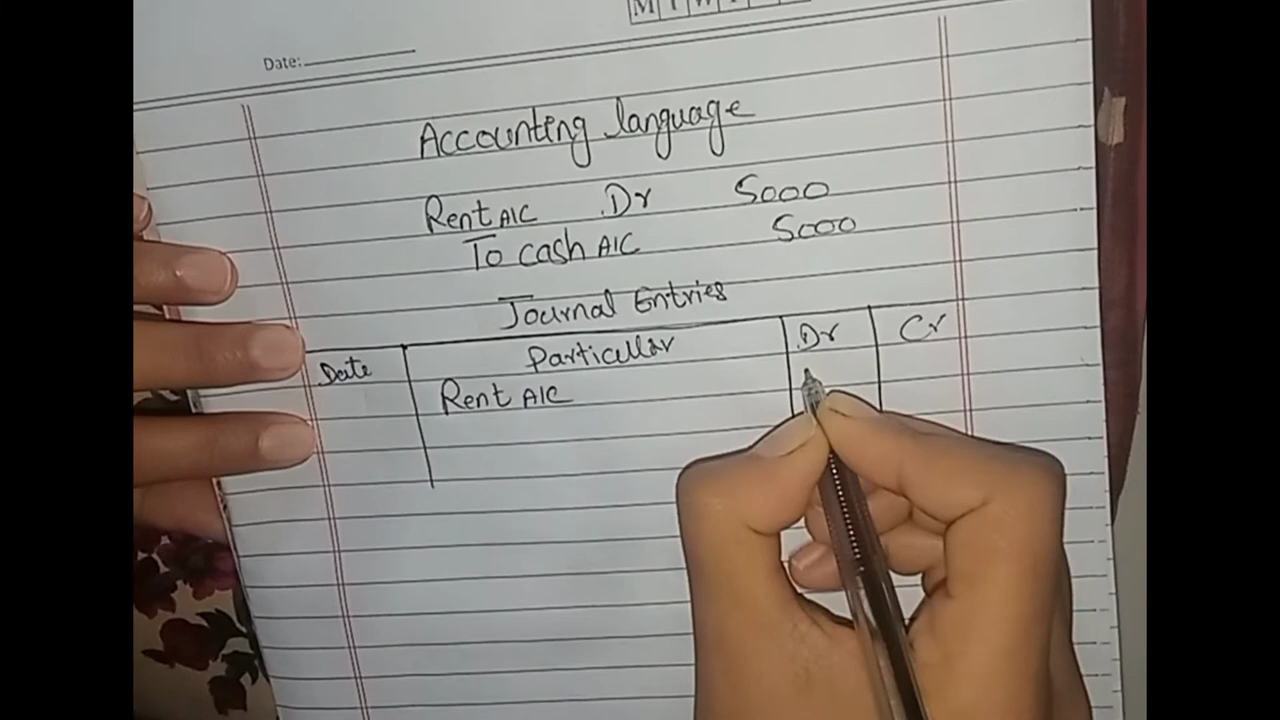 Date:
Accounting language
Rent A/C Dr 5000
To cash A/C 5000
Journal Entries
Date Particular Dr Cr
Rent A/C